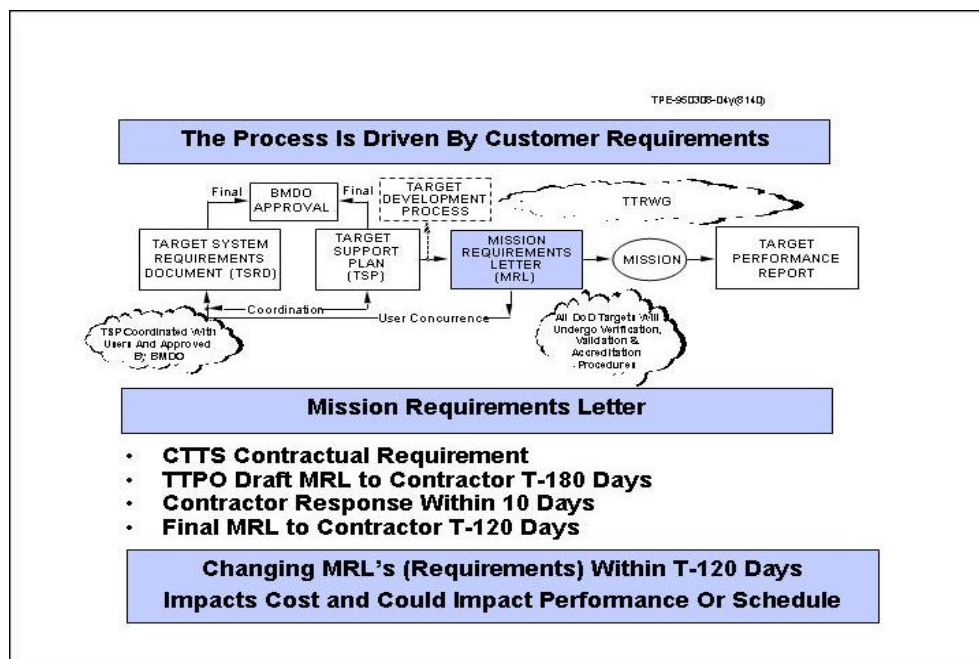 TPE-950308-04y(8140)
The Process Is Driven By Customer Requirements
Final
BMDO
APPROVAL
Final
TARGET
DEVELOPMENT
PROCESS
TTRWG
TARGET SYSTEM
REQUIREMENTS
DOCUMENT (TSRD)
TARGET
SUPPORT
PLAN
(TSP)
MISSION
REQUIREMENTS
LETTER
(MRL)
MISSION
TARGET
PERFORMANCE
REPORT
Coordination
User Concurrence
TSP Coordinated With
Users And Approved
By BMDO
All DoD Targets Will
Undergo Verification,
Validation &
Accreditation
Procedures
Mission Requirements Letter
• CTTS Contractual Requirement
• TTPO Draft MRL to Contractor T-180 Days
• Contractor Response Within 10 Days
• Final MRL to Contractor T-120 Days
Changing MRL's (Requirements) Within T-120 Days
Impacts Cost and Could Impact Performance Or Schedule